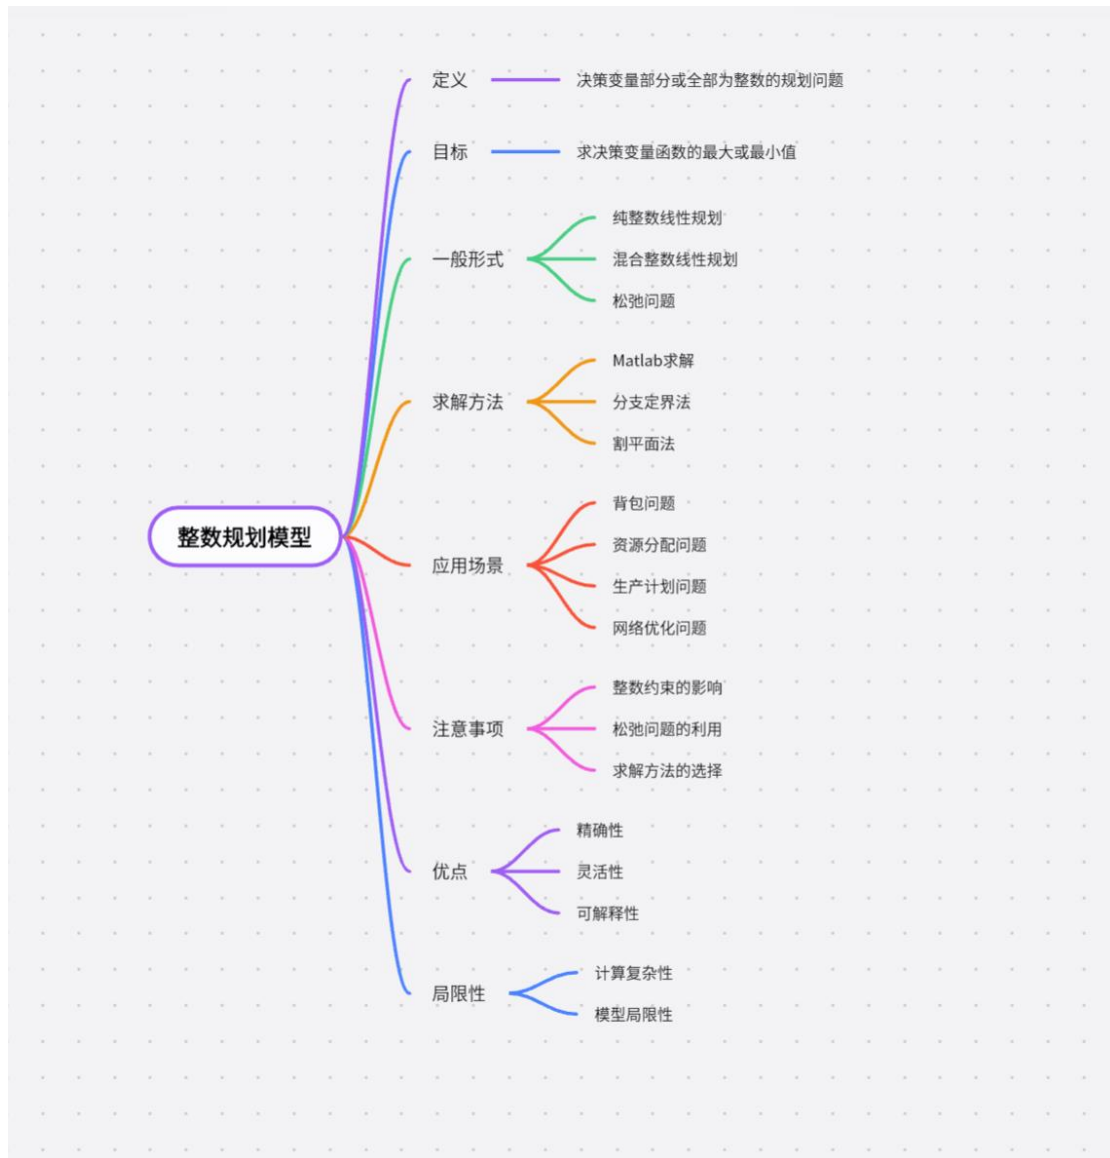 整数规划模型
定义
决策变量部分或全部为整数的规划问题
目标
求决策变量函数的最大或最小值
一般形式
纯整数线性规划
混合整数线性规划
松弛问题
求解方法
Matlab求解
分支定界法
割平面法
应用场景
背包问题
资源分配问题
生产计划问题
网络优化问题
注意事项
整数约束的影响
松弛问题的利用
求解方法的选择
优点
精确性
灵活性
可解释性
局限性
计算复杂性
模型局限性